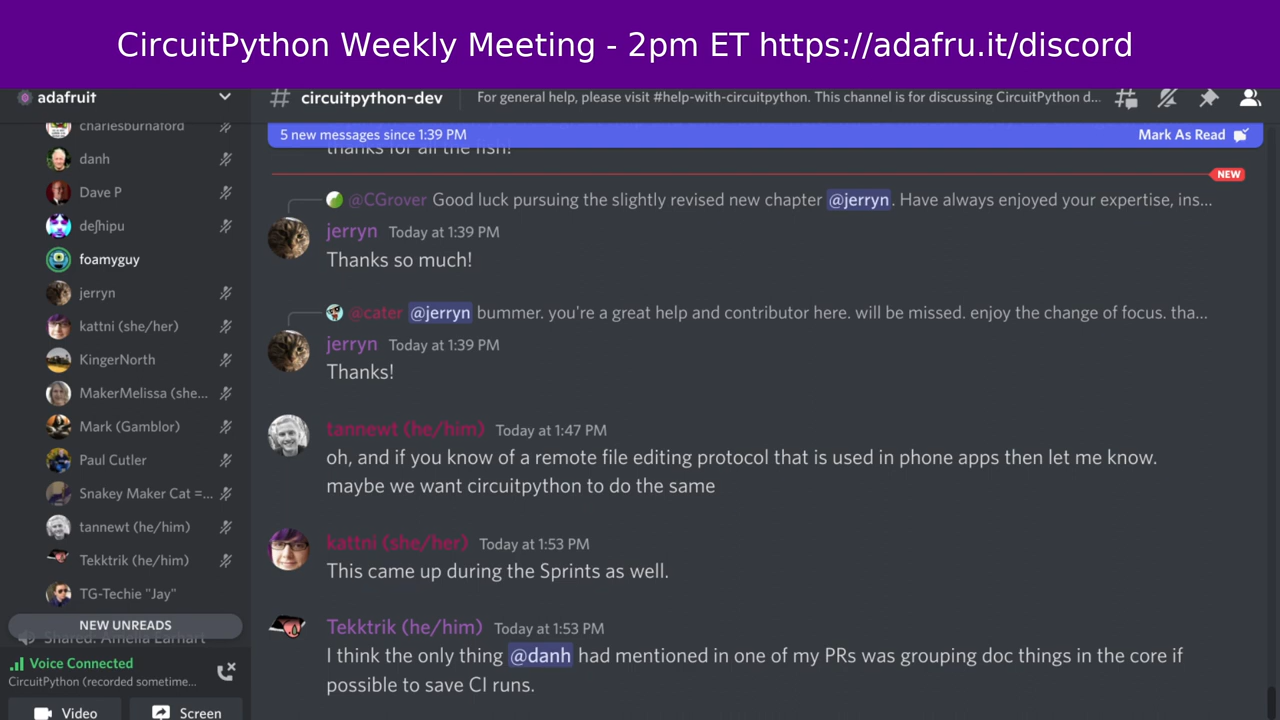 CircuitPython Weekly Meeting - 2pm ET https://adafru.it/discord
adafruit
# circuitpython-dev
For general help, please visit #help-with-circuitpython. This channel is for discussing CircuitPython d...
5 new messages since 1:39 PM
Mark As Read
charlesburnaford
danh
Dave P
deʃhipu
foamyguy
jerryn
kattni (she/her)
KingerNorth
MakerMelissa (she...
Mark (Gamblor)
Paul Cutler
Snakey Maker Cat =...
tannewt (he/him)
Tekktrik (he/him)
TG-Techie "Jay"
NEW UNREADS
Shared: Amelia Earhart
Voice Connected
CircuitPython (recorded sometime...
Video
Screen
thanks for all the fish!
NEW
@CGrover Good luck pursuing the slightly revised new chapter @jerryn. Have always enjoyed your expertise, ins...
jerryn Today at 1:39 PM
Thanks so much!
@cater @jerryn bummer. you're a great help and contributor here. will be missed. enjoy the change of focus. tha...
jerryn Today at 1:39 PM
Thanks!
tannewt (he/him) Today at 1:47 PM
oh, and if you know of a remote file editing protocol that is used in phone apps then let me know.
maybe we want circuitpython to do the same
kattni (she/her) Today at 1:53 PM
This came up during the Sprints as well.
Tekktrik (he/him) Today at 1:53 PM
I think the only thing @danh had mentioned in one of my PRs was grouping doc things in the core if
possible to save CI runs.